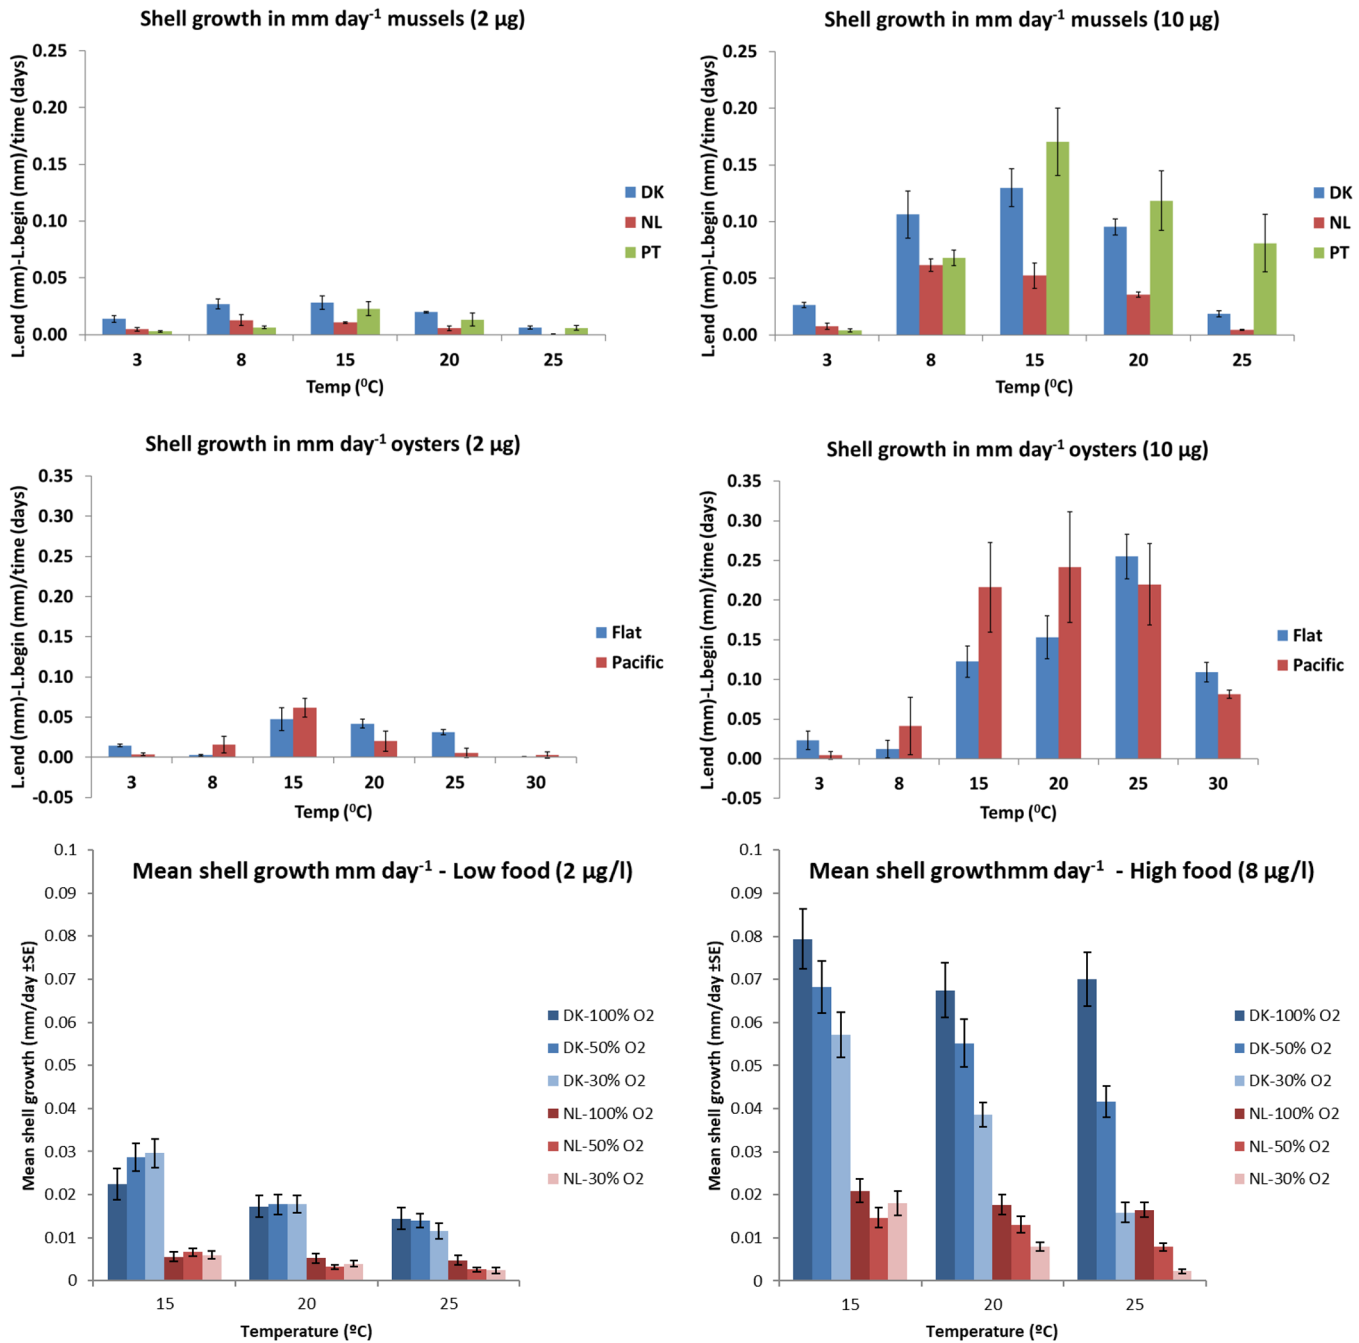 Shell growth in mm day-1 mussels (2 µg)
L.end (mm)-L.begin (mm)/time (days)
0.25
0.20
0.15
0.10
0.05
0.00
3 8 15 20 25
Temp (⁰C)
DK
NL
PT
Shell growth in mm day-1 mussels (10 µg)
L.end (mm)-L.begin (mm)/time (days)
0.25
0.20
0.15
0.10
0.05
0.00
3 8 15 20 25
Temp (⁰C)
DK
NL
PT
Shell growth in mm day-1 oysters (2 µg)
L.end (mm)-L.begin (mm)/time (days)
0.35
0.30
0.25
0.20
0.15
0.10
0.05
0.00
-0.05
3 8 15 20 25 30
Temp (⁰C)
Flat
Pacific
Shell growth in mm day-1 oysters (10 µg)
L.end (mm)-L.begin (mm)/time (days)
0.35
0.30
0.25
0.20
0.15
0.10
0.05
0.00
-0.05
3 8 15 20 25 30
Temp (⁰C)
Flat
Pacific
Mean shell growth mm day-1 - Low food (2 µg/l)
Mean shell growth (mm/day ±SE)
0.1
0.09
0.08
0.07
0.06
0.05
0.04
0.03
0.02
0.01
0
15 20 25
Temperature (ºC)
DK-100% O2
DK-50% O2
DK-30% O2
NL-100% O2
NL-50% O2
NL-30% O2
Mean shell growthmm day-1 - High food (8 µg/l)
Mean shell growth (mm/day ±SE)
0.1
0.09
0.08
0.07
0.06
0.05
0.04
0.03
0.02
0.01
0
15 20 25
Temperature (ºC)
DK-100% O2
DK-50% O2
DK-30% O2
NL-100% O2
NL-50% O2
NL-30% O2